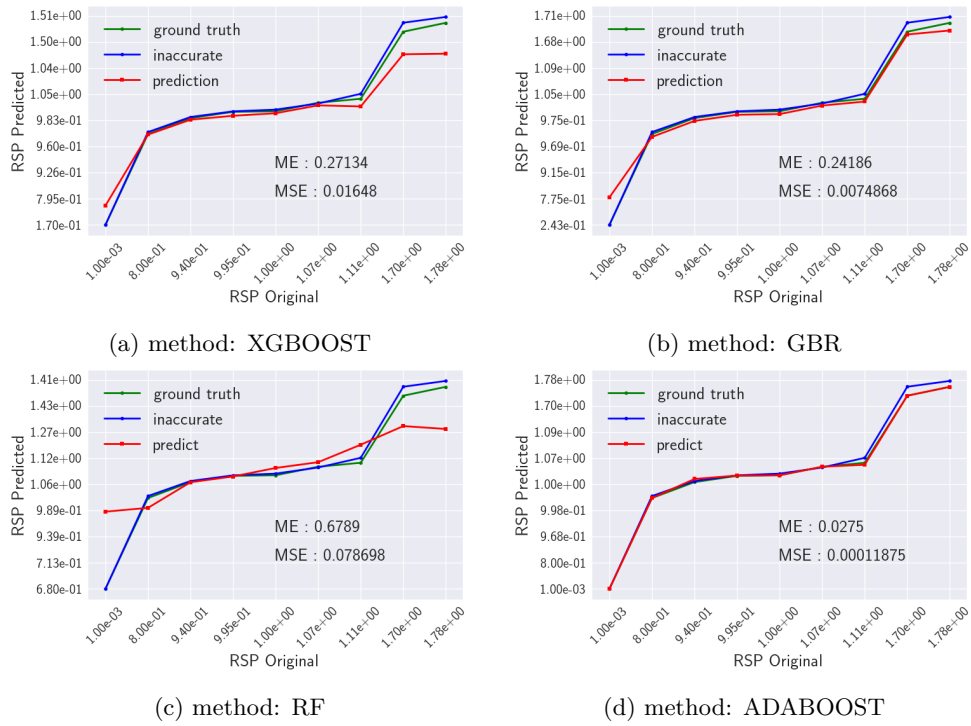 1.51e+00
1.50e+00
1.04e+00
1.05e+00
9.83e-01
9.60e-01
9.26e-01
7.95e-01
1.70e-01
RSP Predicted
ground truth
inaccurate
prediction
ME : 0.27134
MSE : 0.01648
1.00e-03
8.00e-01
9.40e-01
9.95e-01
1.00e+00
1.07e+00
1.11e+00
1.70e+00
1.78e+00
RSP Original
(a) method: XGBOOST
1.71e+00
1.68e+00
1.09e+00
1.05e+00
9.75e-01
9.69e-01
9.15e-01
7.75e-01
2.43e-01
RSP Predicted
ground truth
inaccurate
prediction
ME : 0.24186
MSE : 0.0074868
1.00e-03
8.00e-01
9.40e-01
9.95e-01
1.00e+00
1.07e+00
1.11e+00
1.70e+00
1.78e+00
RSP Original
(b) method: GBR
1.41e+00
1.43e+00
1.27e+00
1.12e+00
1.06e+00
9.89e-01
9.39e-01
7.13e-01
6.80e-01
RSP Predicted
ground truth
inaccurate
predict
ME : 0.6789
MSE : 0.078698
1.00e-03
8.00e-01
9.40e-01
9.95e-01
1.00e+00
1.07e+00
1.11e+00
1.70e+00
1.78e+00
RSP Original
(c) method: RF
1.78e+00
1.70e+00
1.09e+00
1.07e+00
1.00e+00
9.98e-01
9.68e-01
8.00e-01
1.00e-03
RSP Predicted
ground truth
inaccurate
predict
ME : 0.0275
MSE : 0.00011875
1.00e-03
8.00e-01
9.40e-01
9.95e-01
1.00e+00
1.07e+00
1.11e+00
1.70e+00
1.78e+00
RSP Original
(d) method: ADABOOST